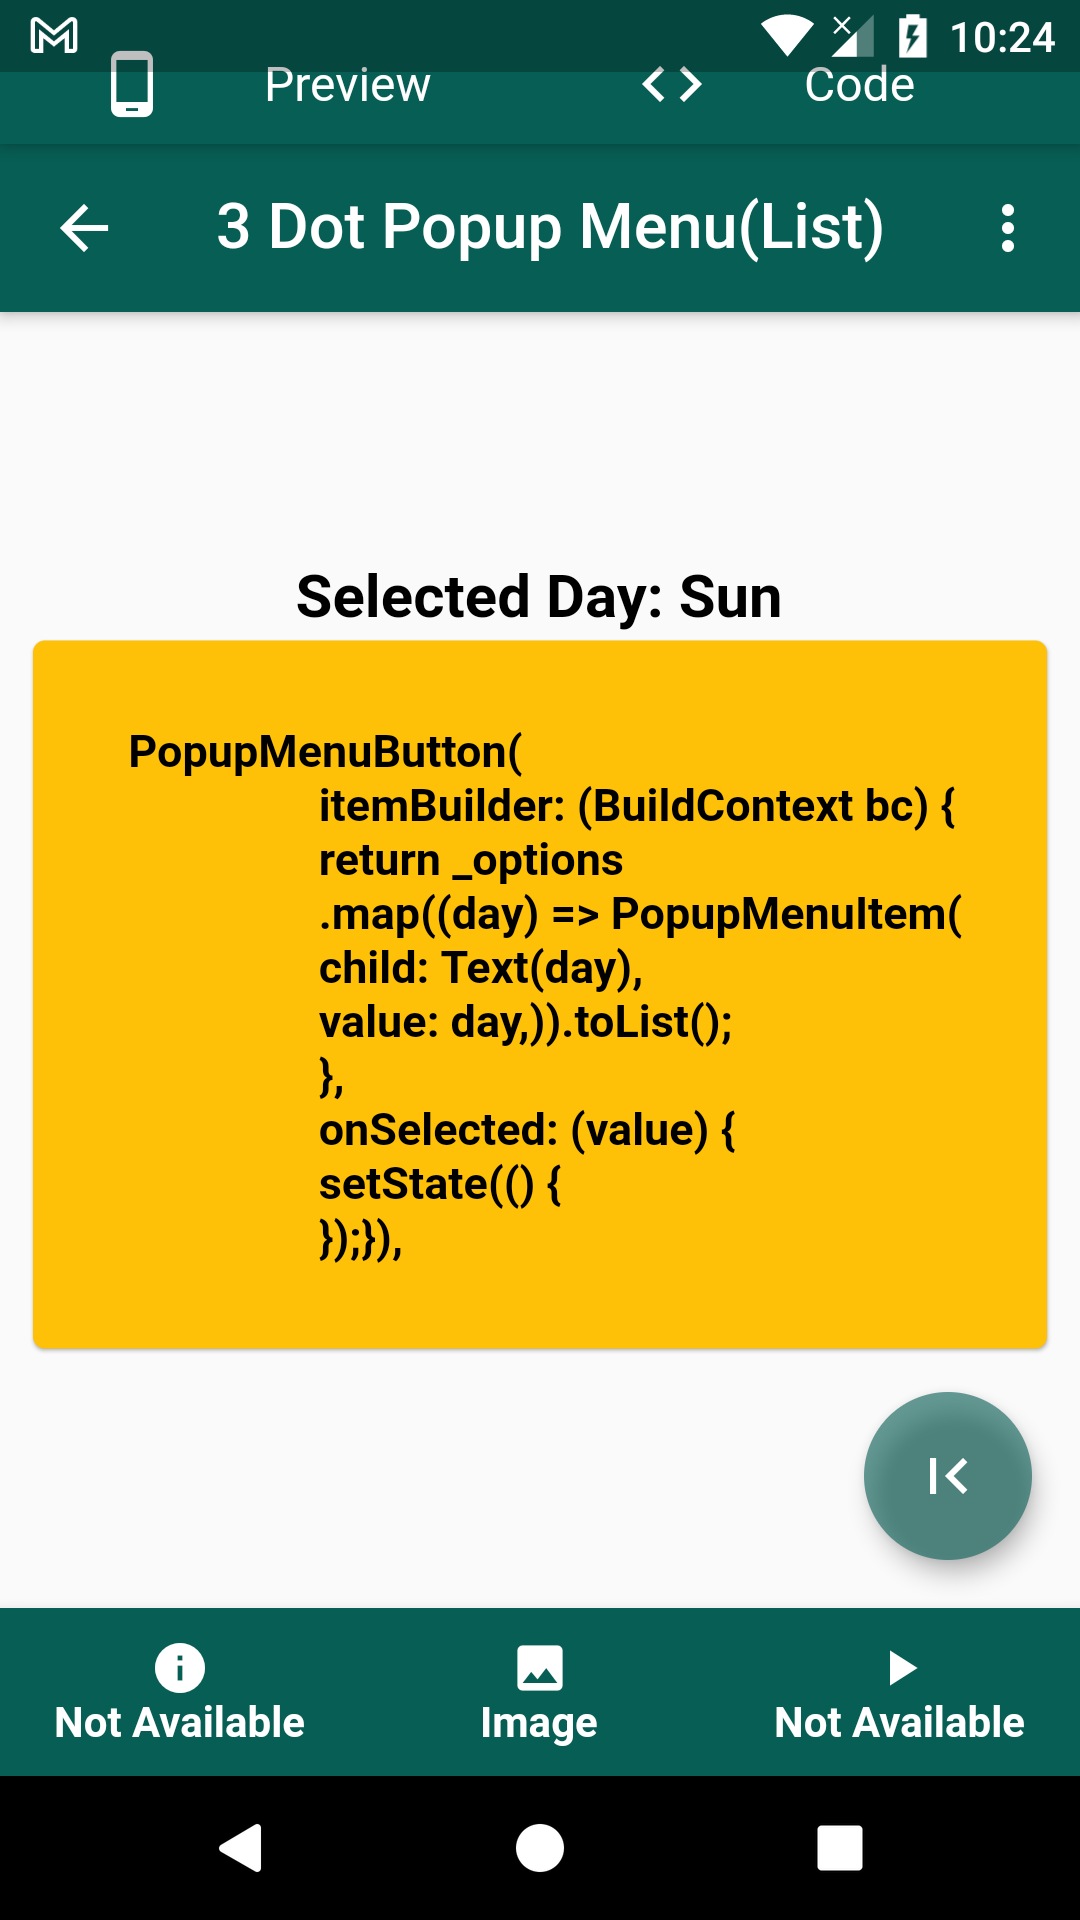 10:24
Preview
Code
3 Dot Popup Menu(List)
Selected Day: Sun
PopupMenuButton(
itemBuilder: (BuildContext bc) {
return _options
.map((day) => PopupMenuItem(
child: Text(day),
value: day,)).toList();
},
onSelected: (value) {
setState(() {
});}),
Not Available
Image
Not Available